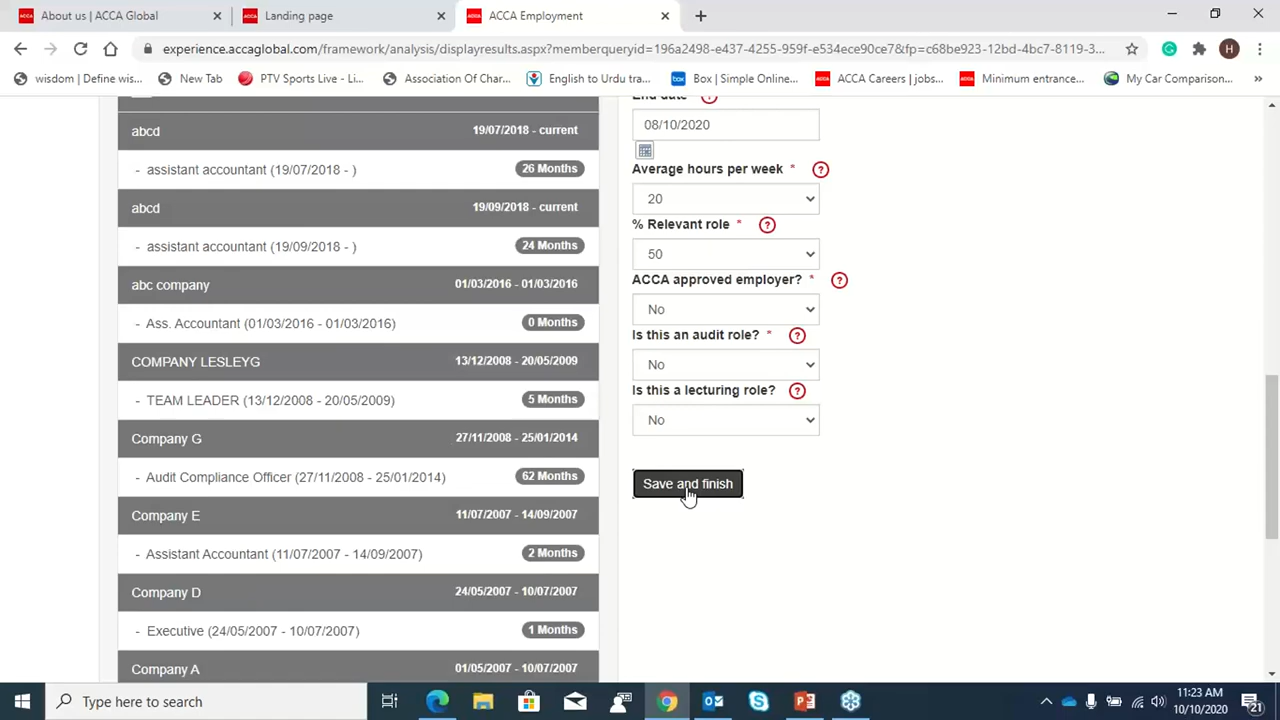 About us | ACCA Global
Landing page
ACCA Employment
experience.accaglobal.com/framework/analysis/displayresults.aspx?memberqueryid=196a2498-e437-4255-959f-e534ece90ce7&fp=c68be923-12bd-4bc7-8119-3...
H
wisdom | Define wis...
New Tab
PTV Sports Live - Li...
Association Of Char...
English to Urdu tra...
Box | Simple Online...
ACCA Careers | jobs...
Minimum entrance...
My Car Comparison...
abcd 19/07/2018 - current
- assistant accountant (19/07/2018 - ) 26 Months
abcd 19/09/2018 - current
- assistant accountant (19/09/2018 - ) 24 Months
abc company 01/03/2016 - 01/03/2016
- Ass. Accountant (01/03/2016 - 01/03/2016) 0 Months
COMPANY LESLEYG 13/12/2008 - 20/05/2009
- TEAM LEADER (13/12/2008 - 20/05/2009) 5 Months
Company G 27/11/2008 - 25/01/2014
- Audit Compliance Officer (27/11/2008 - 25/01/2014) 62 Months
Company E 11/07/2007 - 14/09/2007
- Assistant Accountant (11/07/2007 - 14/09/2007) 2 Months
Company D 24/05/2007 - 10/07/2007
- Executive (24/05/2007 - 10/07/2007) 1 Months
Company A 01/05/2007 - 10/07/2007
End date ?
08/10/2020
Average hours per week * ?
20
% Relevant role * ?
50
ACCA approved employer? * ?
No
Is this an audit role? * ?
No
Is this a lecturing role? ?
No
Save and finish
Type here to search
11:23 AM
10/10/2020
21